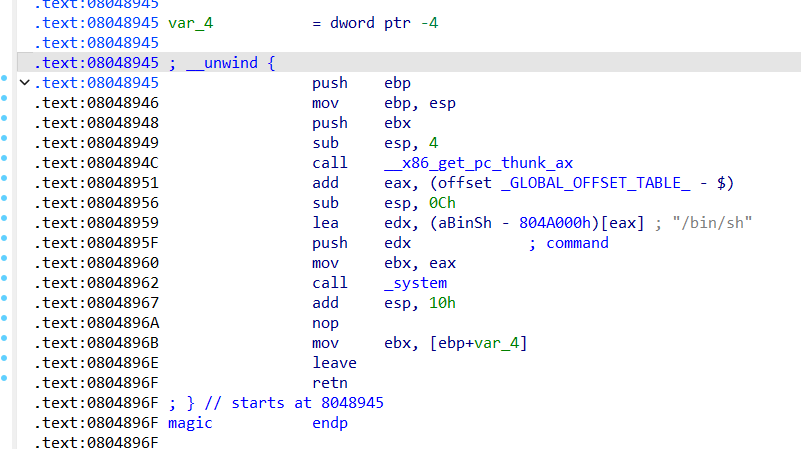 .text:08048945
.text:08048945 var_4 = dword ptr -4
.text:08048945
.text:08048945 ; __unwind {
.text:08048945 push ebp
.text:08048946 mov ebp, esp
.text:08048948 push ebx
.text:08048949 sub esp, 4
.text:0804894C call __x86_get_pc_thunk_ax
.text:08048951 add eax, (offset _GLOBAL_OFFSET_TABLE_ - $)
.text:08048956 sub esp, 0Ch
.text:08048959 lea edx, (aBinSh - 804A000h)[eax] ; "/bin/sh"
.text:0804895F push edx ; command
.text:08048960 mov ebx, eax
.text:08048962 call _system
.text:08048967 add esp, 10h
.text:0804896A nop
.text:0804896B mov ebx, [ebp+var_4]
.text:0804896E leave
.text:0804896F retn
.text:0804896F ; } // starts at 8048945
.text:0804896F magic endp
.text:0804896F